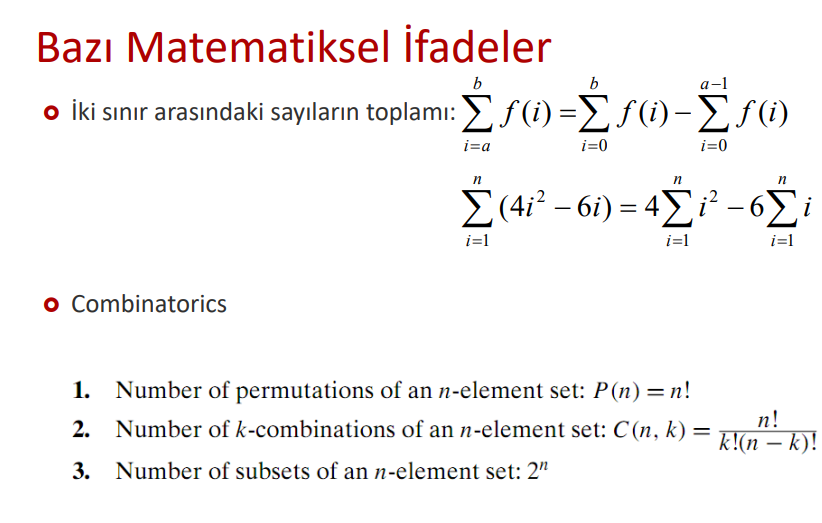 Bazı Matematiksel İfadeler
İki sınır arasındaki sayıların toplamı: \sum_{i=a}^{b} f(i) = \sum_{i=0}^{b} f(i) - \sum_{i=0}^{a-1} f(i)
\sum_{i=1}^{n} (4i^2 - 6i) = 4\sum_{i=1}^{n} i^2 - 6\sum_{i=1}^{n} i
Combinatorics
1. Number of permutations of an n-element set: P(n) = n!
2. Number of k-combinations of an n-element set: C(n, k) = \frac{n!}{k!(n - k)!}
3. Number of subsets of an n-element set: 2^n